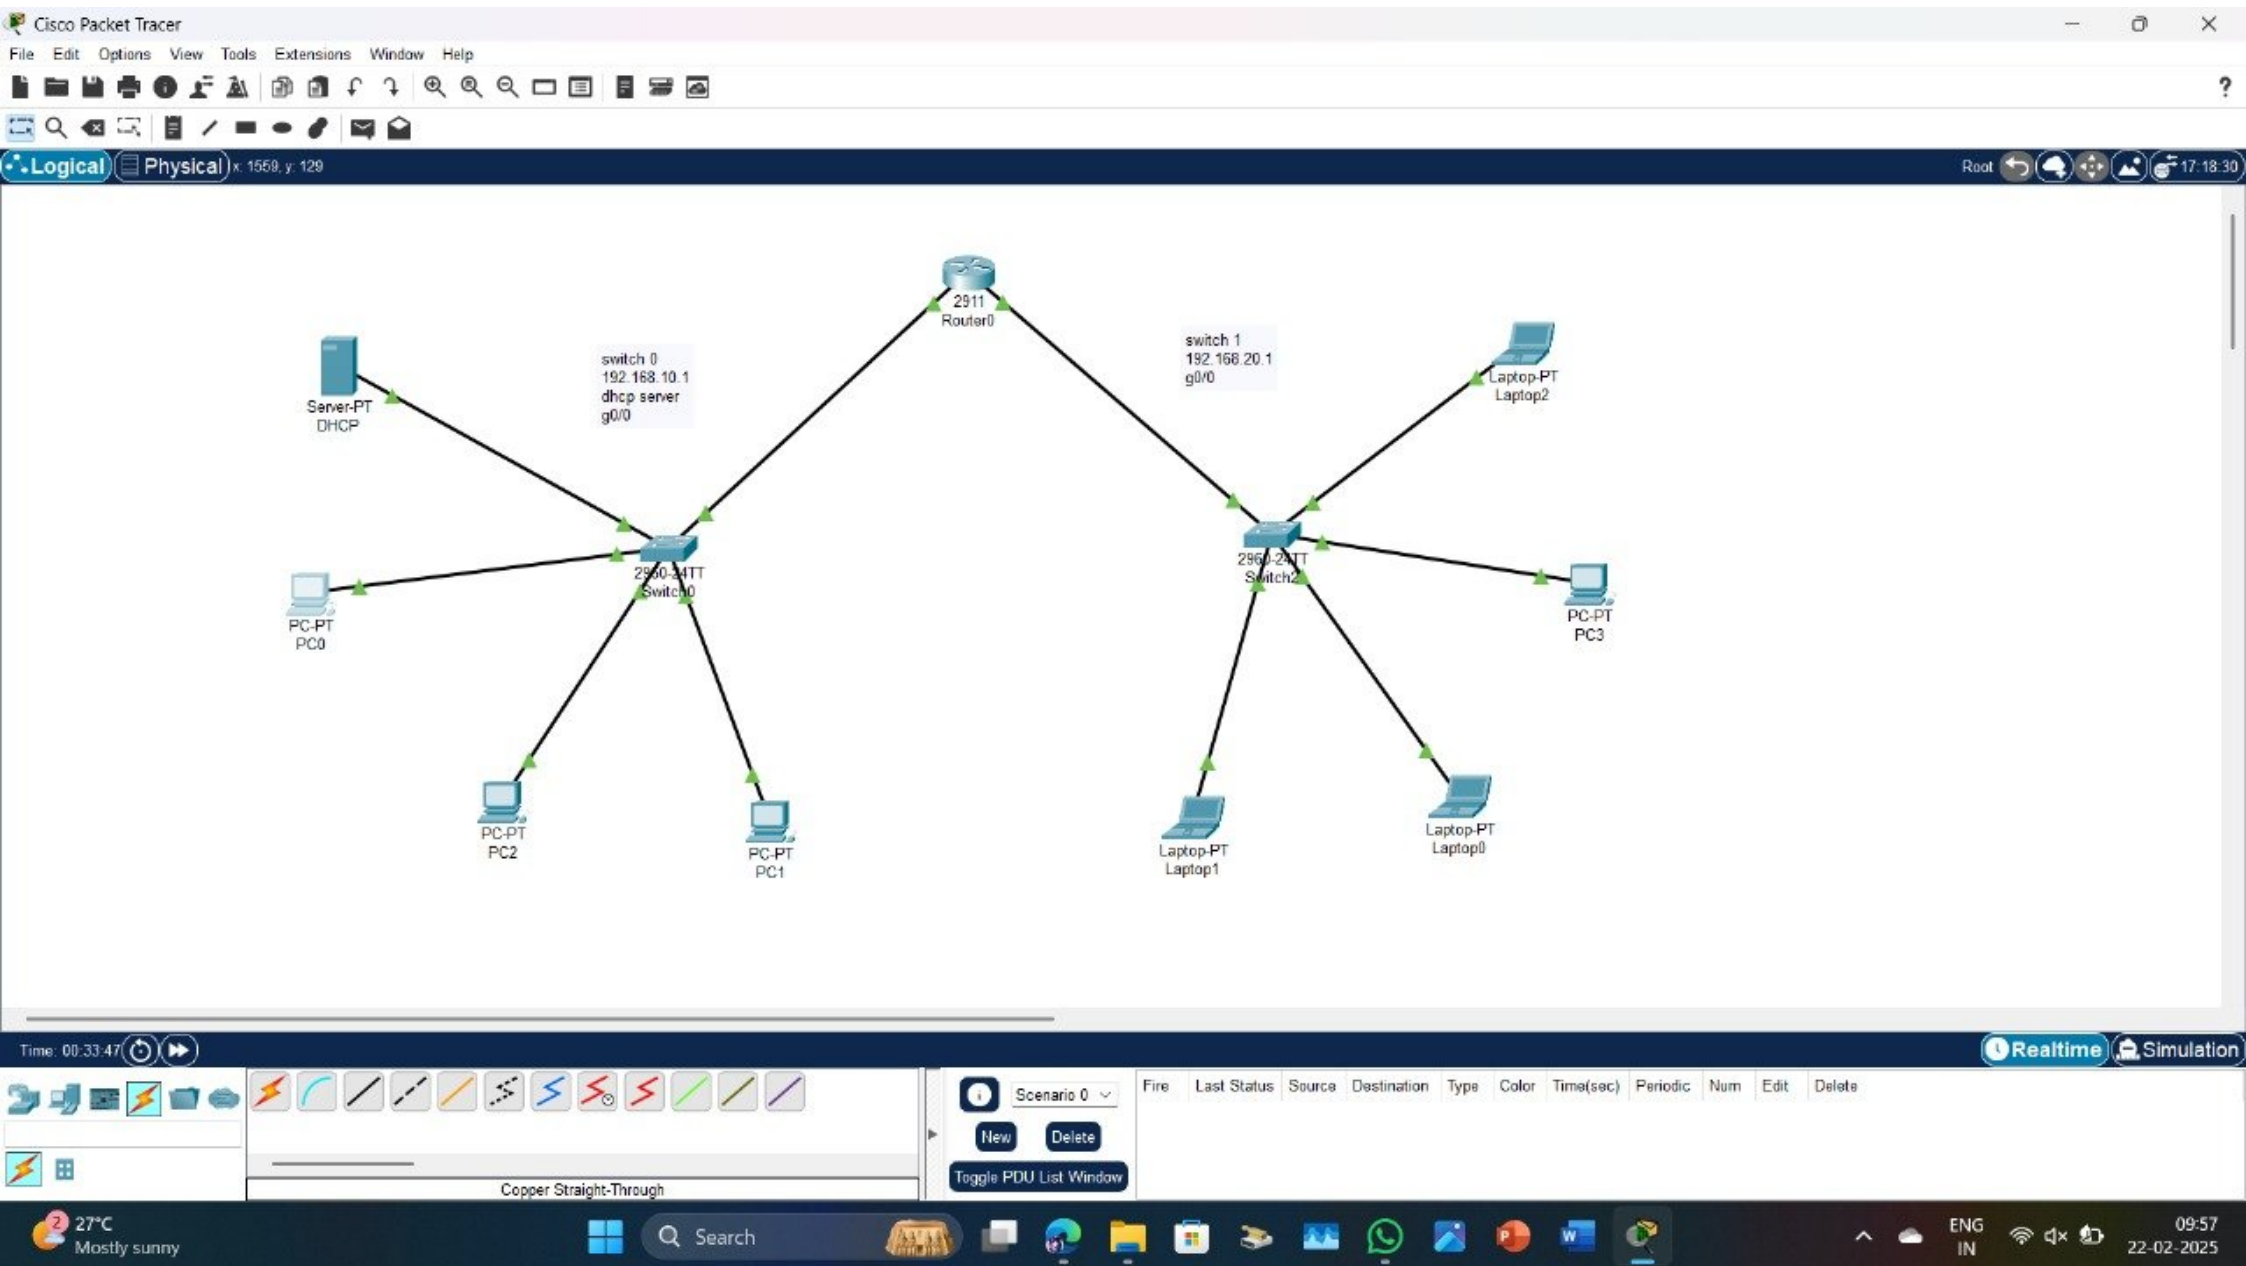 Cisco Packet Tracer
File Edit Options View Tools Extensions Window Help
?
Logical Physical x: 1559, y: 129 Root 17:18:30
2911
Router0
switch 0
192.168.10.1
dhcp server
g0/0
switch 1
192.168.20.1
g0/0
Server-PT
DHCP
Laptop-PT
Laptop2
2960-24TT
Switch0
2960-24TT
Switch2
PC-PT
PC0
PC-PT
PC3
PC-PT
PC2
PC-PT
PC1
Laptop-PT
Laptop1
Laptop-PT
Laptop0
Time: 00:33:47 Realtime Simulation
Scenario 0
New Delete
Toggle PDU List Window
Fire Last Status Source Destination Type Color Time(sec) Periodic Num Edit Delete
Copper Straight-Through
2
27°C
Mostly sunny
Search
P
W
ENG
IN
09:57
22-02-2025